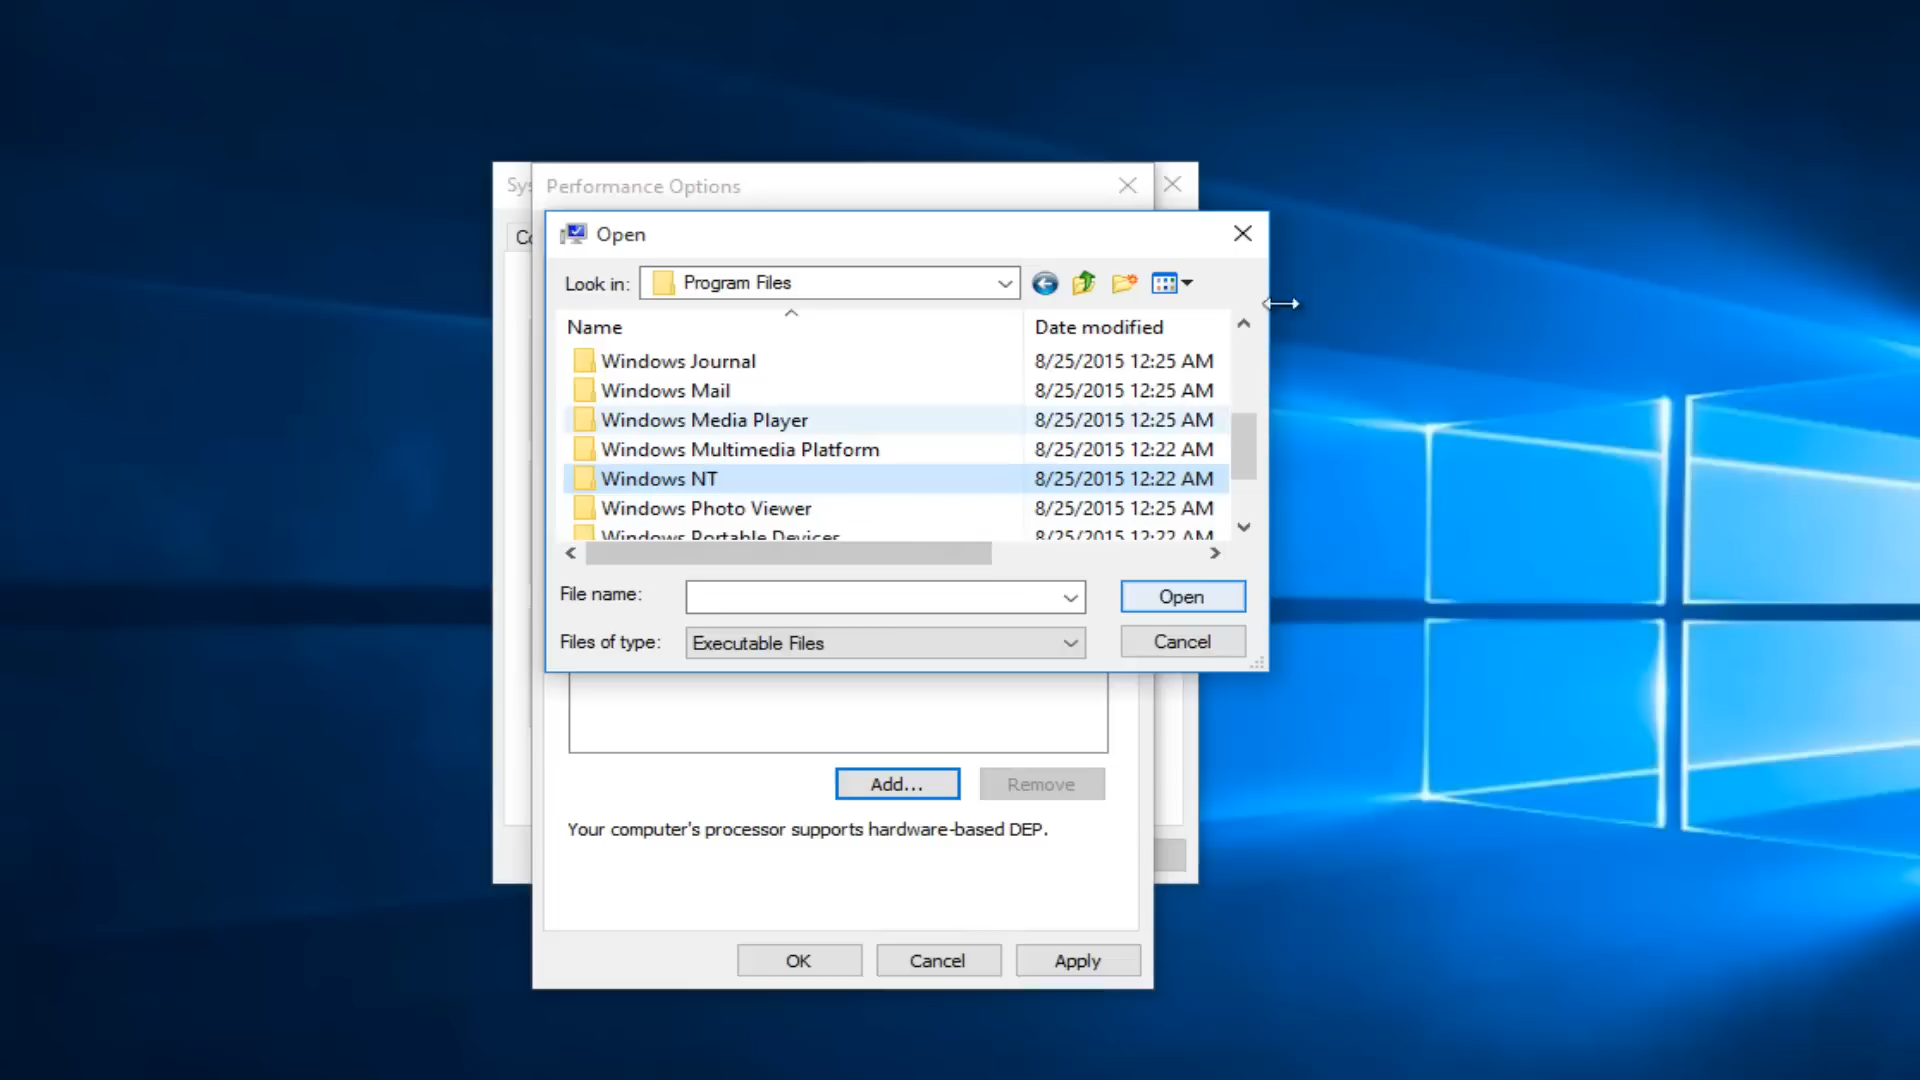 Sys
Performance Options
Co
Open
Look in: Program Files
Name Date modified
Windows Journal 8/25/2015 12:25 AM
Windows Mail 8/25/2015 12:25 AM
Windows Media Player 8/25/2015 12:25 AM
Windows Multimedia Platform 8/25/2015 12:22 AM
Windows NT 8/25/2015 12:22 AM
Windows Photo Viewer 8/25/2015 12:25 AM
Windows Portable Devices 8/25/2015 12:22 AM
File name: Open
Files of type: Executable Files Cancel
Add... Remove
Your computer's processor supports hardware-based DEP.
OK Cancel Apply